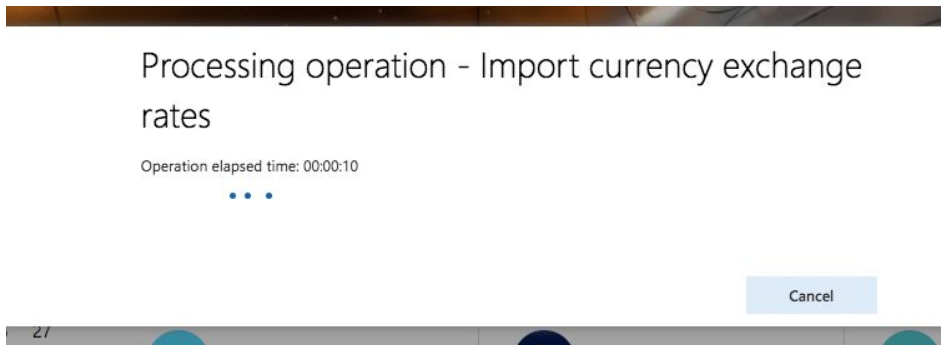 Processing operation - Import currency exchange
rates
Operation elapsed time: 00:00:10
Cancel
27